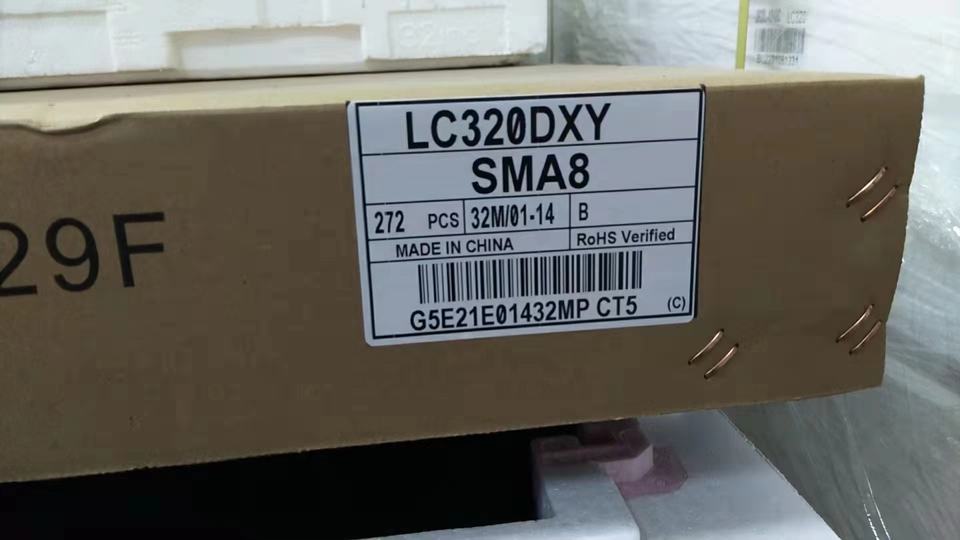 LC320DXY
SMA8
272 PCS 32M/01-14 B
MADE IN CHINA RoHS Verified
G5E21E01432MP CT5 (C)
29F